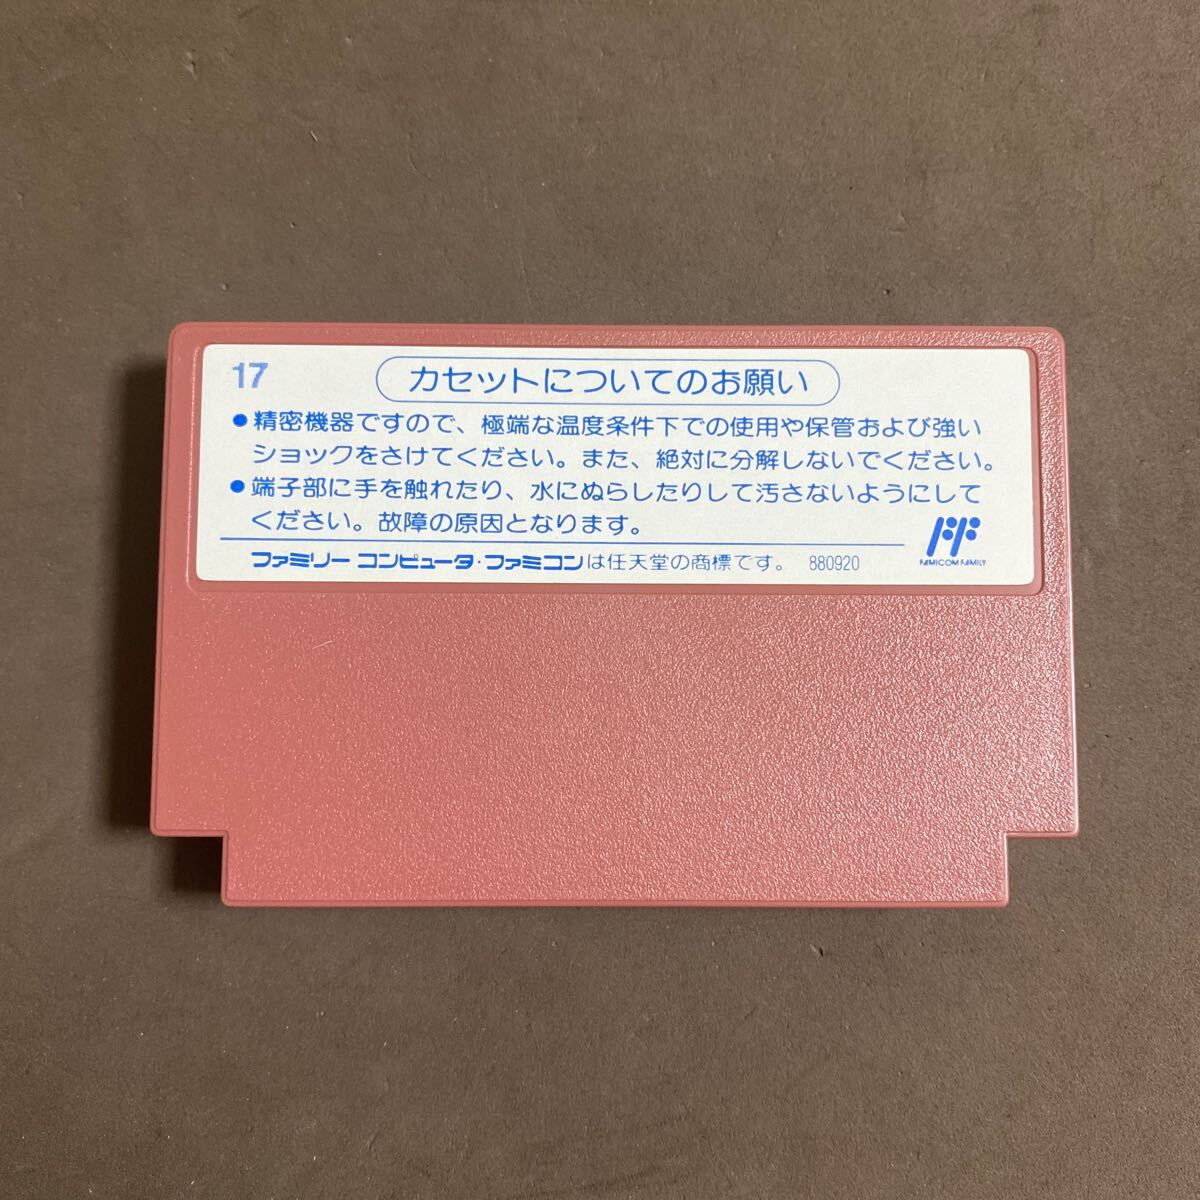 17
カセットについてのお願い
●精密機器ですので、極端な温度条件下での使用や保管および強い
ショックをさけてください。また、絶対に分解しないでください。
●端子部に手を触れたり、水にぬらしたりして汚さないようにして
ください。故障の原因となります。
ファミリー コンピュータ・ファミコンは任天堂の商標です。 880920
FAMICOM FAMILY